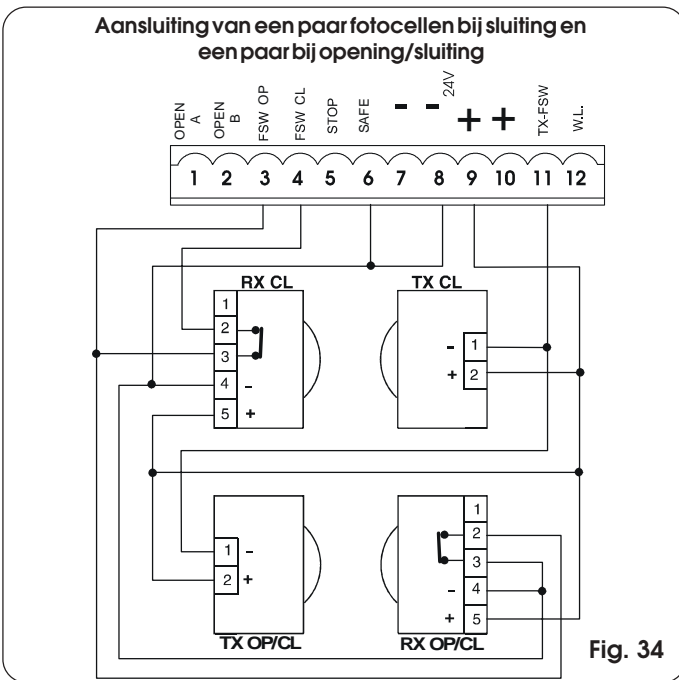 Aansluiting van een paar fotocellen bij sluiting en
een paar bij opening/sluiting
OPEN A
OPEN B
FSW OP
FSW CL
STOP
SAFE
-
-
24V
+
+
TX-FSW
W.L.
1 2 3 4 5 6 7 8 9 10 11 12
RX CL
1
2
3
4 -
5 +
TX CL
- 1
+ 2
1 -
2 +
TX OP/CL
1
2
3
- 4
+ 5
RX OP/CL
Fig. 34